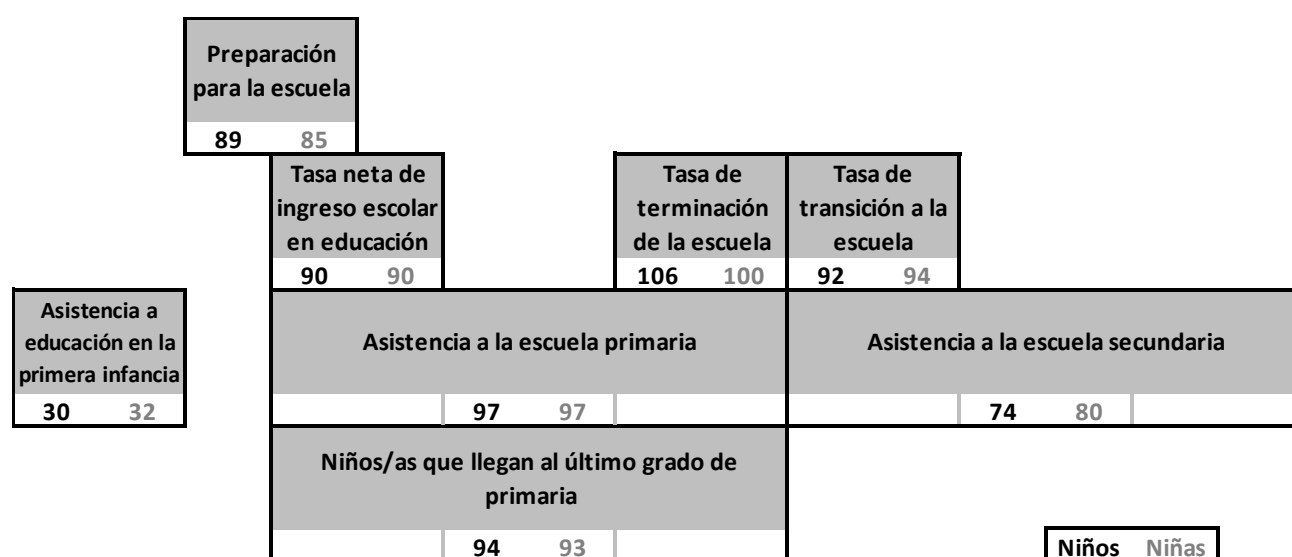 Preparación
para la escuela
89 85
Tasa neta de
ingreso escolar
en educación
90 90
Tasa de
terminación
de la escuela
106 100
Tasa de
transición a la
escuela
92 94
Asistencia a
educación en la
primera infancia
30 32
Asistencia a la escuela primaria
97 97
Asistencia a la escuela secundaria
74 80
Niños/as que llegan al último grado de
primaria
94 93
Niños Niñas